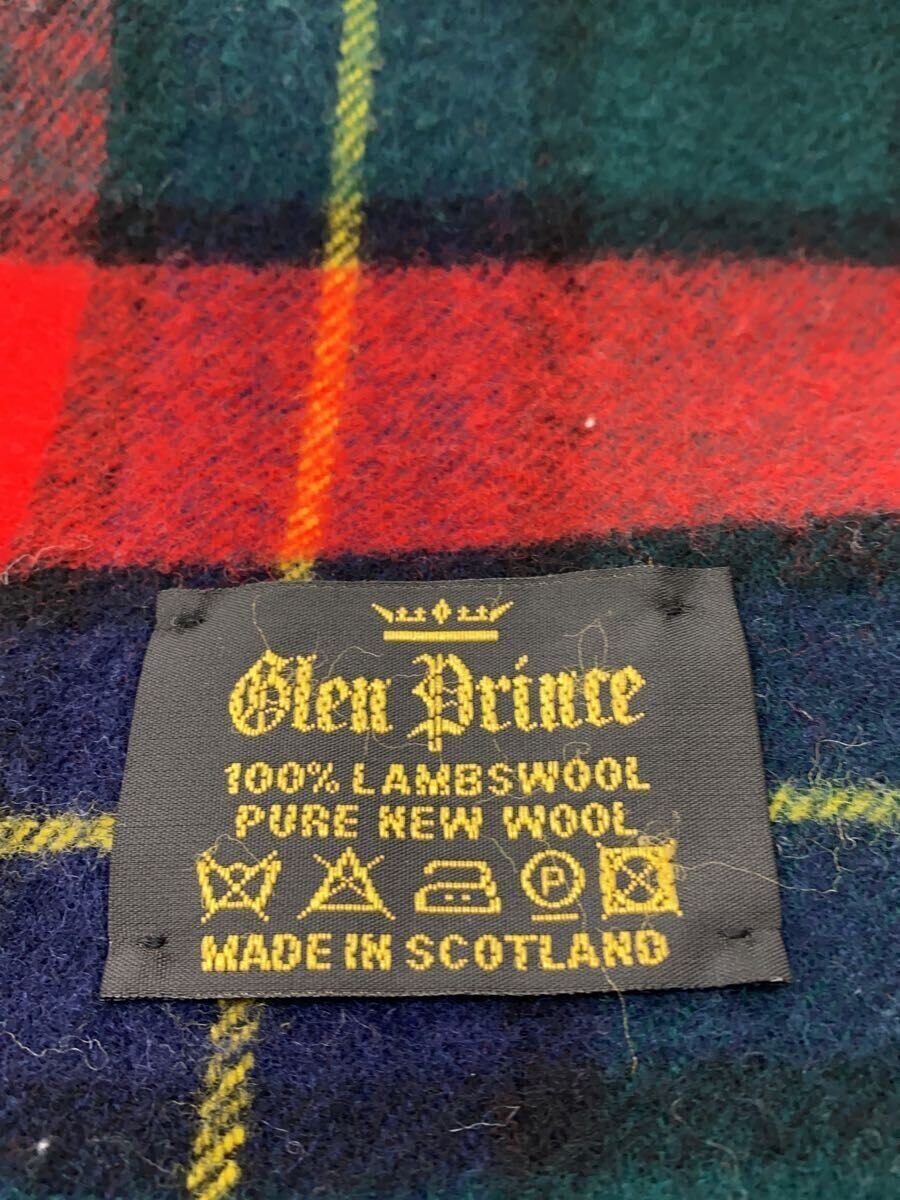 Glen Prince
100% LAMBSWOOL
PURE NEW WOOL
P
MADE IN SCOTLAND